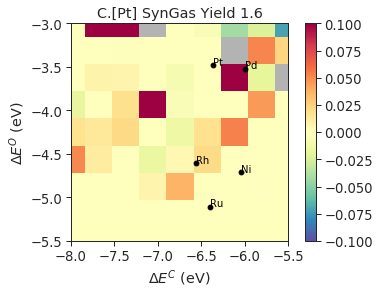 C.[Pt] SynGas Yield 1.6
−3.0
−3.5
−4.0
−4.5
−5.0
−5.5
ΔE^O (eV)
Pt
Pd
Rh
Ni
Ru
−8.0 −7.5 −7.0 −6.5 −6.0 −5.5
ΔE^C (eV)
0.100
0.075
0.050
0.025
0.000
−0.025
−0.050
−0.075
−0.100